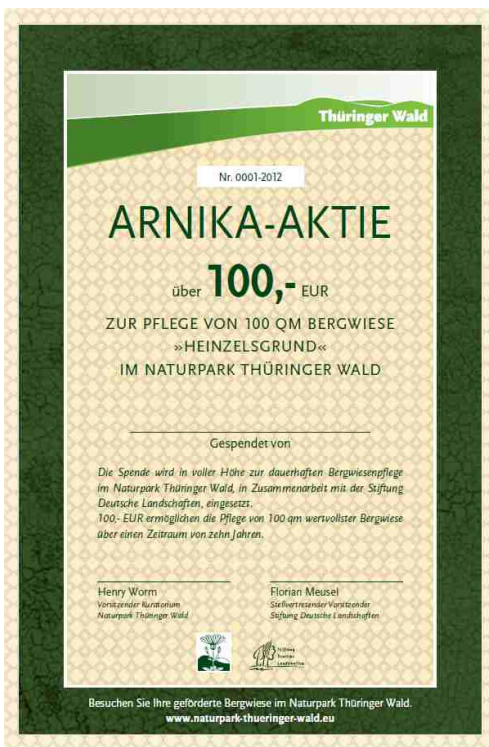 Thüringer Wald
Nr. 0001-2012
ARNIKA-AKTIE
über 100,- EUR
ZUR PFLEGE VON 100 QM BERGWIESE
»HEINZELSGRUND«
IM NATURPARK THÜRINGER WALD
Gespendet von
Die Spende wird in voller Höhe zur dauerhaften Bergwiesenpflege
im Naturpark Thüringer Wald, in Zusammenarbeit mit der Stiftung
Deutsche Landschaften, eingesetzt.
100,- EUR ermöglichen die Pflege von 100 qm wertvollster Bergwiese
über einen Zeitraum von zehn Jahren.
Henry Worm
Vorsitzender Kuratorium
Naturpark Thüringer Wald
Florian Meusel
Stellvertretender Vorsitzender
Stiftung Deutsche Landschaften
Stiftung
Deutsche
Landschaften
Besuchen Sie Ihre geförderte Bergwiese im Naturpark Thüringer Wald.
www.naturpark-thueringer-wald.eu